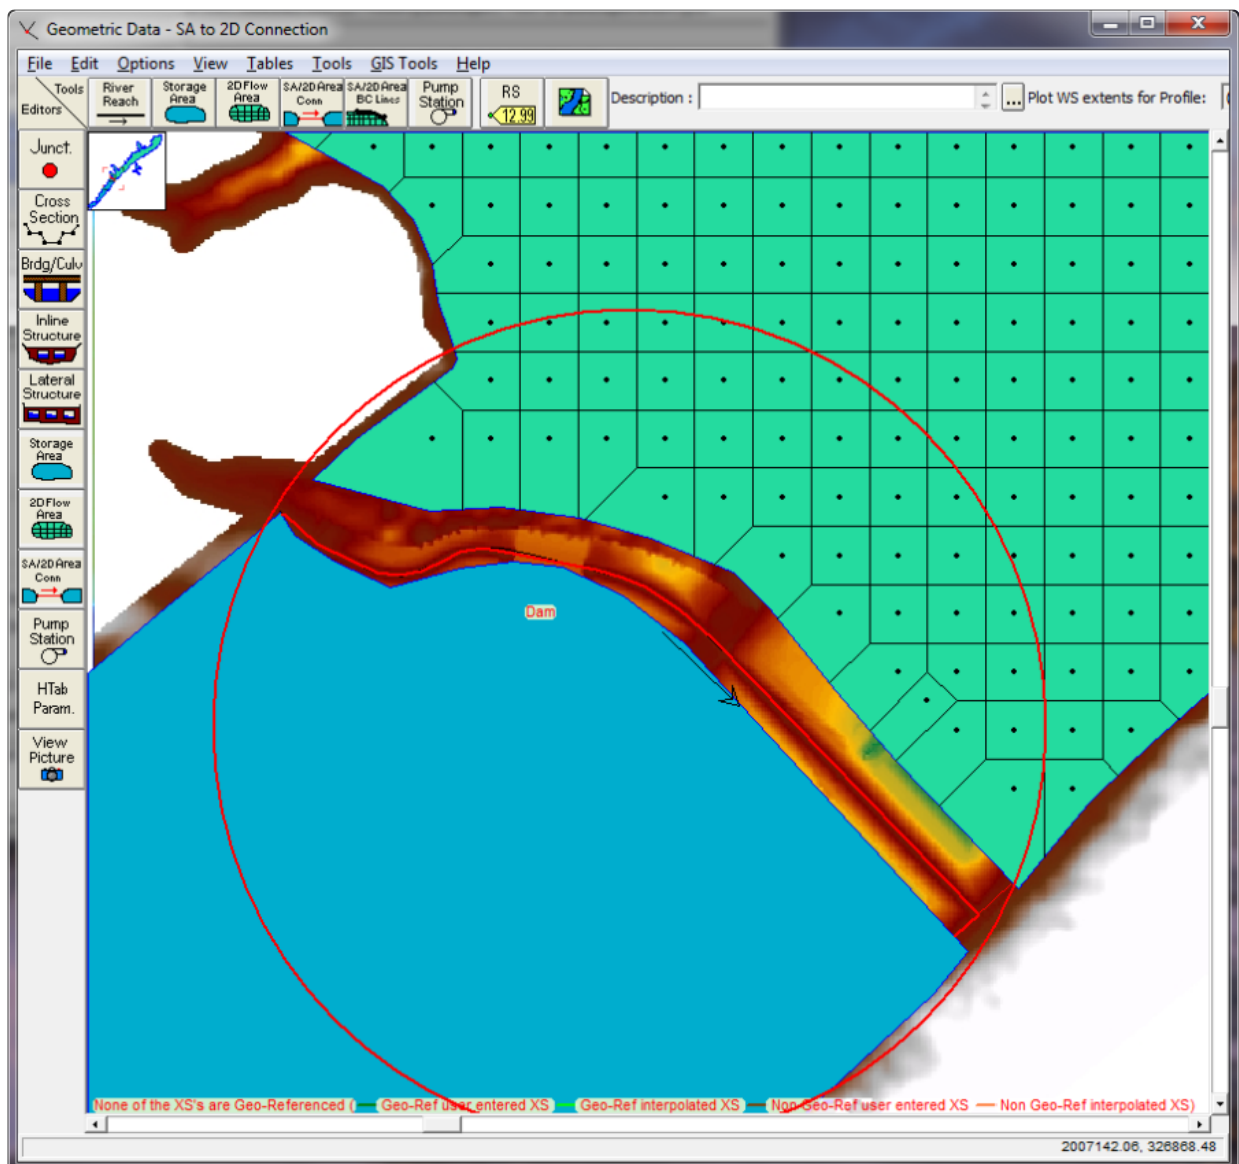 Geometric Data - SA to 2D Connection
File Edit Options View Tables Tools GIS Tools Help
Tools
Editors
River
Reach
Storage
Area
2D Flow
Area
SA/2D Area
Conn
SA/2D Area
BC Lines
Pump
Station
RS
12.99
Description :
...
Plot WS extents for Profile:
Junct.
Cross
Section
Brdg/Culv
Inline
Structure
Lateral
Structure
Storage
Area
2D Flow
Area
SA/2D Area
Conn
Pump
Station
HTab
Param.
View
Picture
Dam
None of the XS's are Geo-Referenced ( Geo-Ref user entered XS Geo-Ref interpolated XS Non Geo-Ref user entered XS Non Geo-Ref interpolated XS)
2007142.06, 326868.48